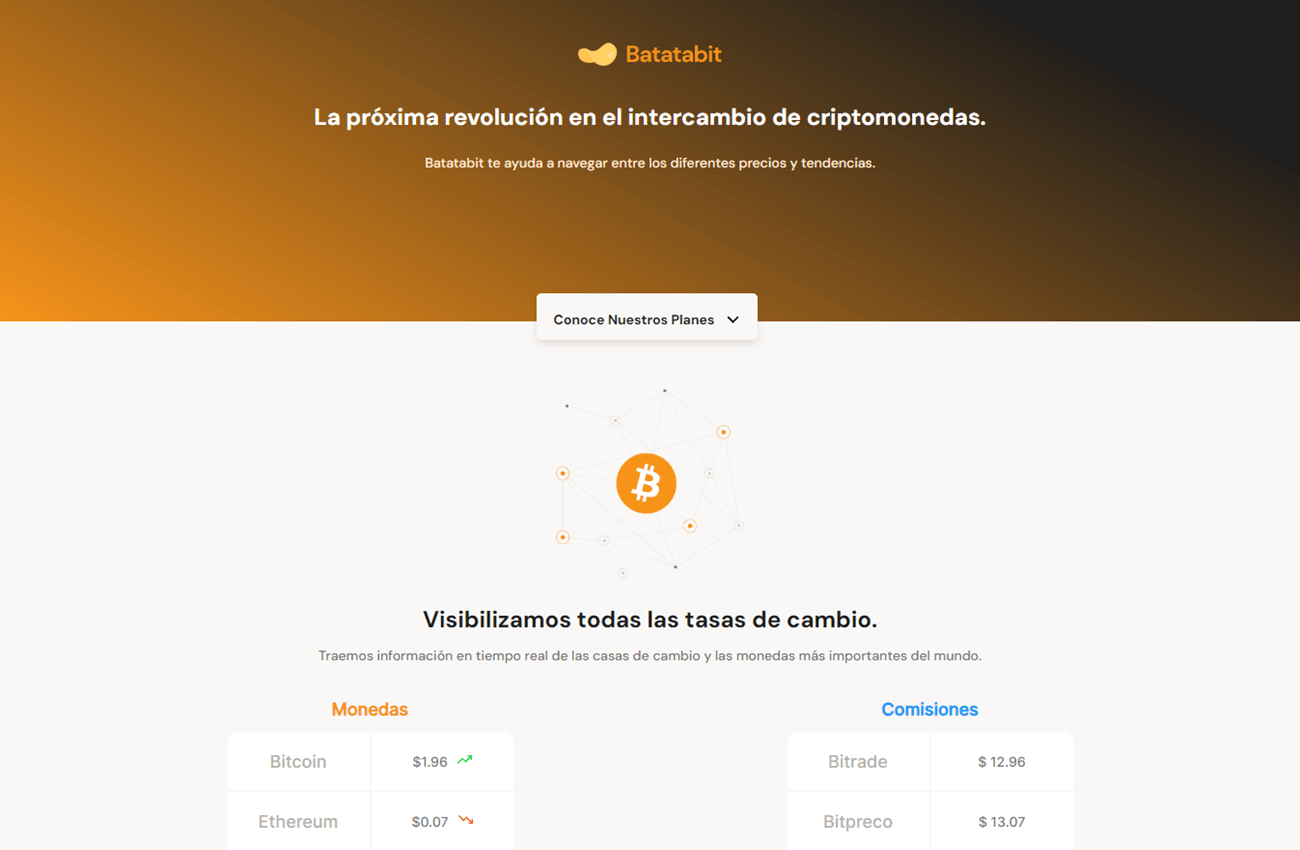 Batatabit
La próxima revolución en el intercambio de criptomonedas.
Batatabit te ayuda a navegar entre los diferentes precios y tendencias.
Conoce Nuestros Planes
Visibilizamos todas las tasas de cambio.
Traemos información en tiempo real de las casas de cambio y las monedas más importantes del mundo.
Monedas
Bitcoin $1.96
Ethereum $0.07
Comisiones
Bitrade $ 12.96
Bitpreco $ 13.07